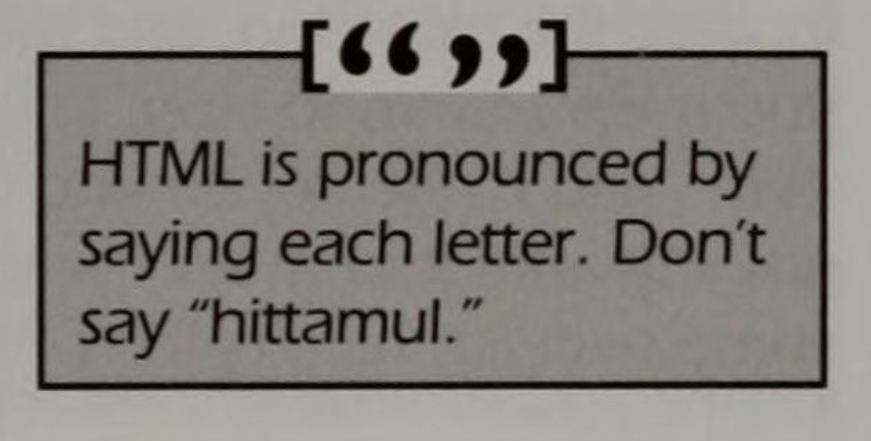 [“ ”]
HTML is pronounced by
saying each letter. Don't
say “hittamul.”